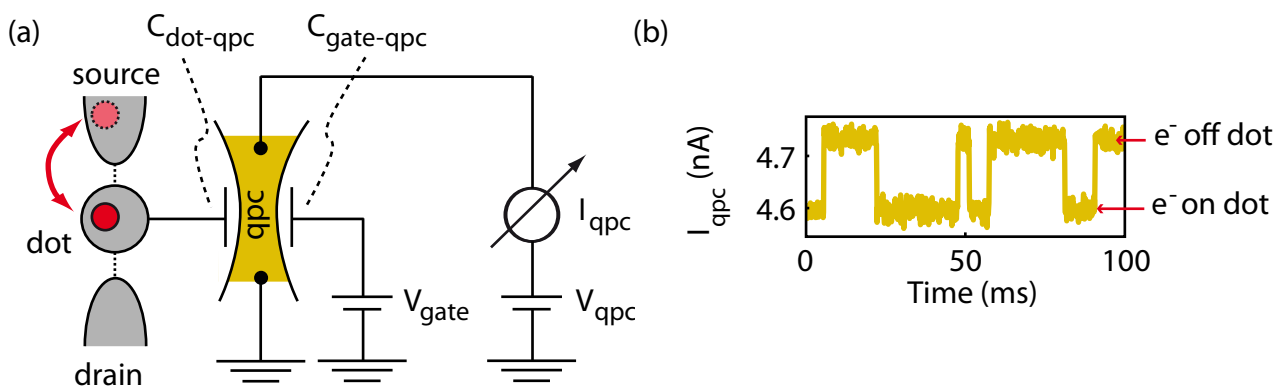 (a)
C_dot-qpc
C_gate-qpc
source
dot
drain
qpc
I_qpc
V_gate
V_qpc
(b)
I_qpc (nA)
4.7
4.6
0
50
100
Time (ms)
e⁻ off dot
e⁻ on dot